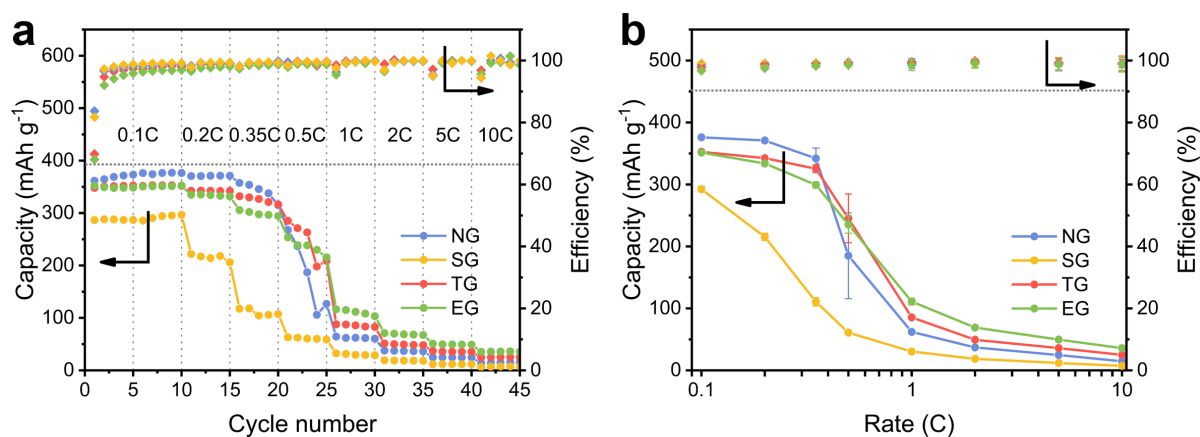 a
Capacity (mAh g⁻¹)
600
500
400
300
200
100
0
0.1C
0.2C
0.35C
0.5C
1C
2C
5C
10C
NG
SG
TG
EG
100
80
60
40
20
0
Efficiency (%)
0
5
10
15
20
25
30
35
40
45
Cycle number
b
Capacity (mAh g⁻¹)
500
400
300
200
100
0
NG
SG
TG
EG
100
80
60
40
20
0
Efficiency (%)
0.1
1
10
Rate (C)